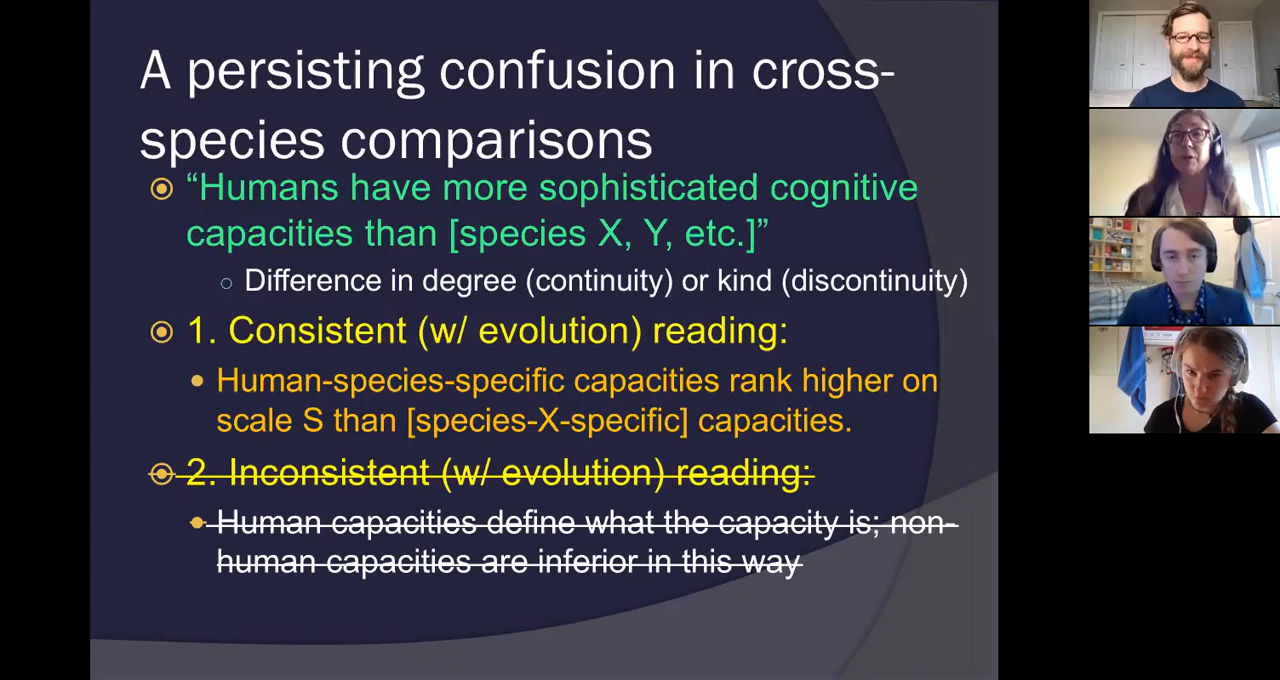 A persisting confusion in cross-
species comparisons
“Humans have more sophisticated cognitive
capacities than [species X, Y, etc.]”
Difference in degree (continuity) or kind (discontinuity)
1. Consistent (w/ evolution) reading:
Human-species-specific capacities rank higher on
scale S than [species-X-specific] capacities.
2. Inconsistent (w/ evolution) reading:
Human capacities define what the capacity is; non-
human capacities are inferior in this way